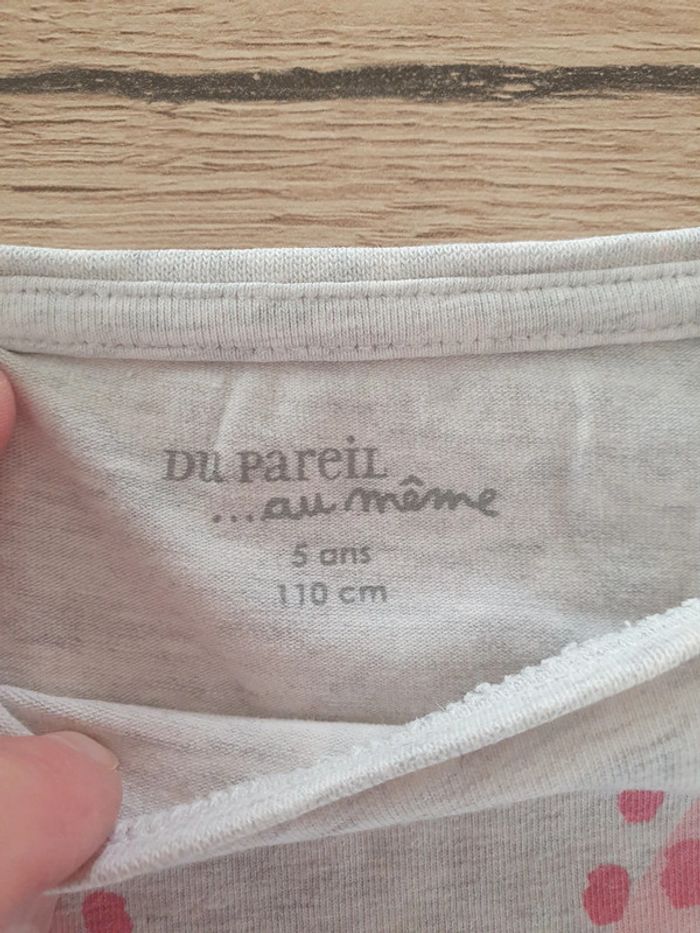 Du Pareil
...au même
5 ans
110 cm